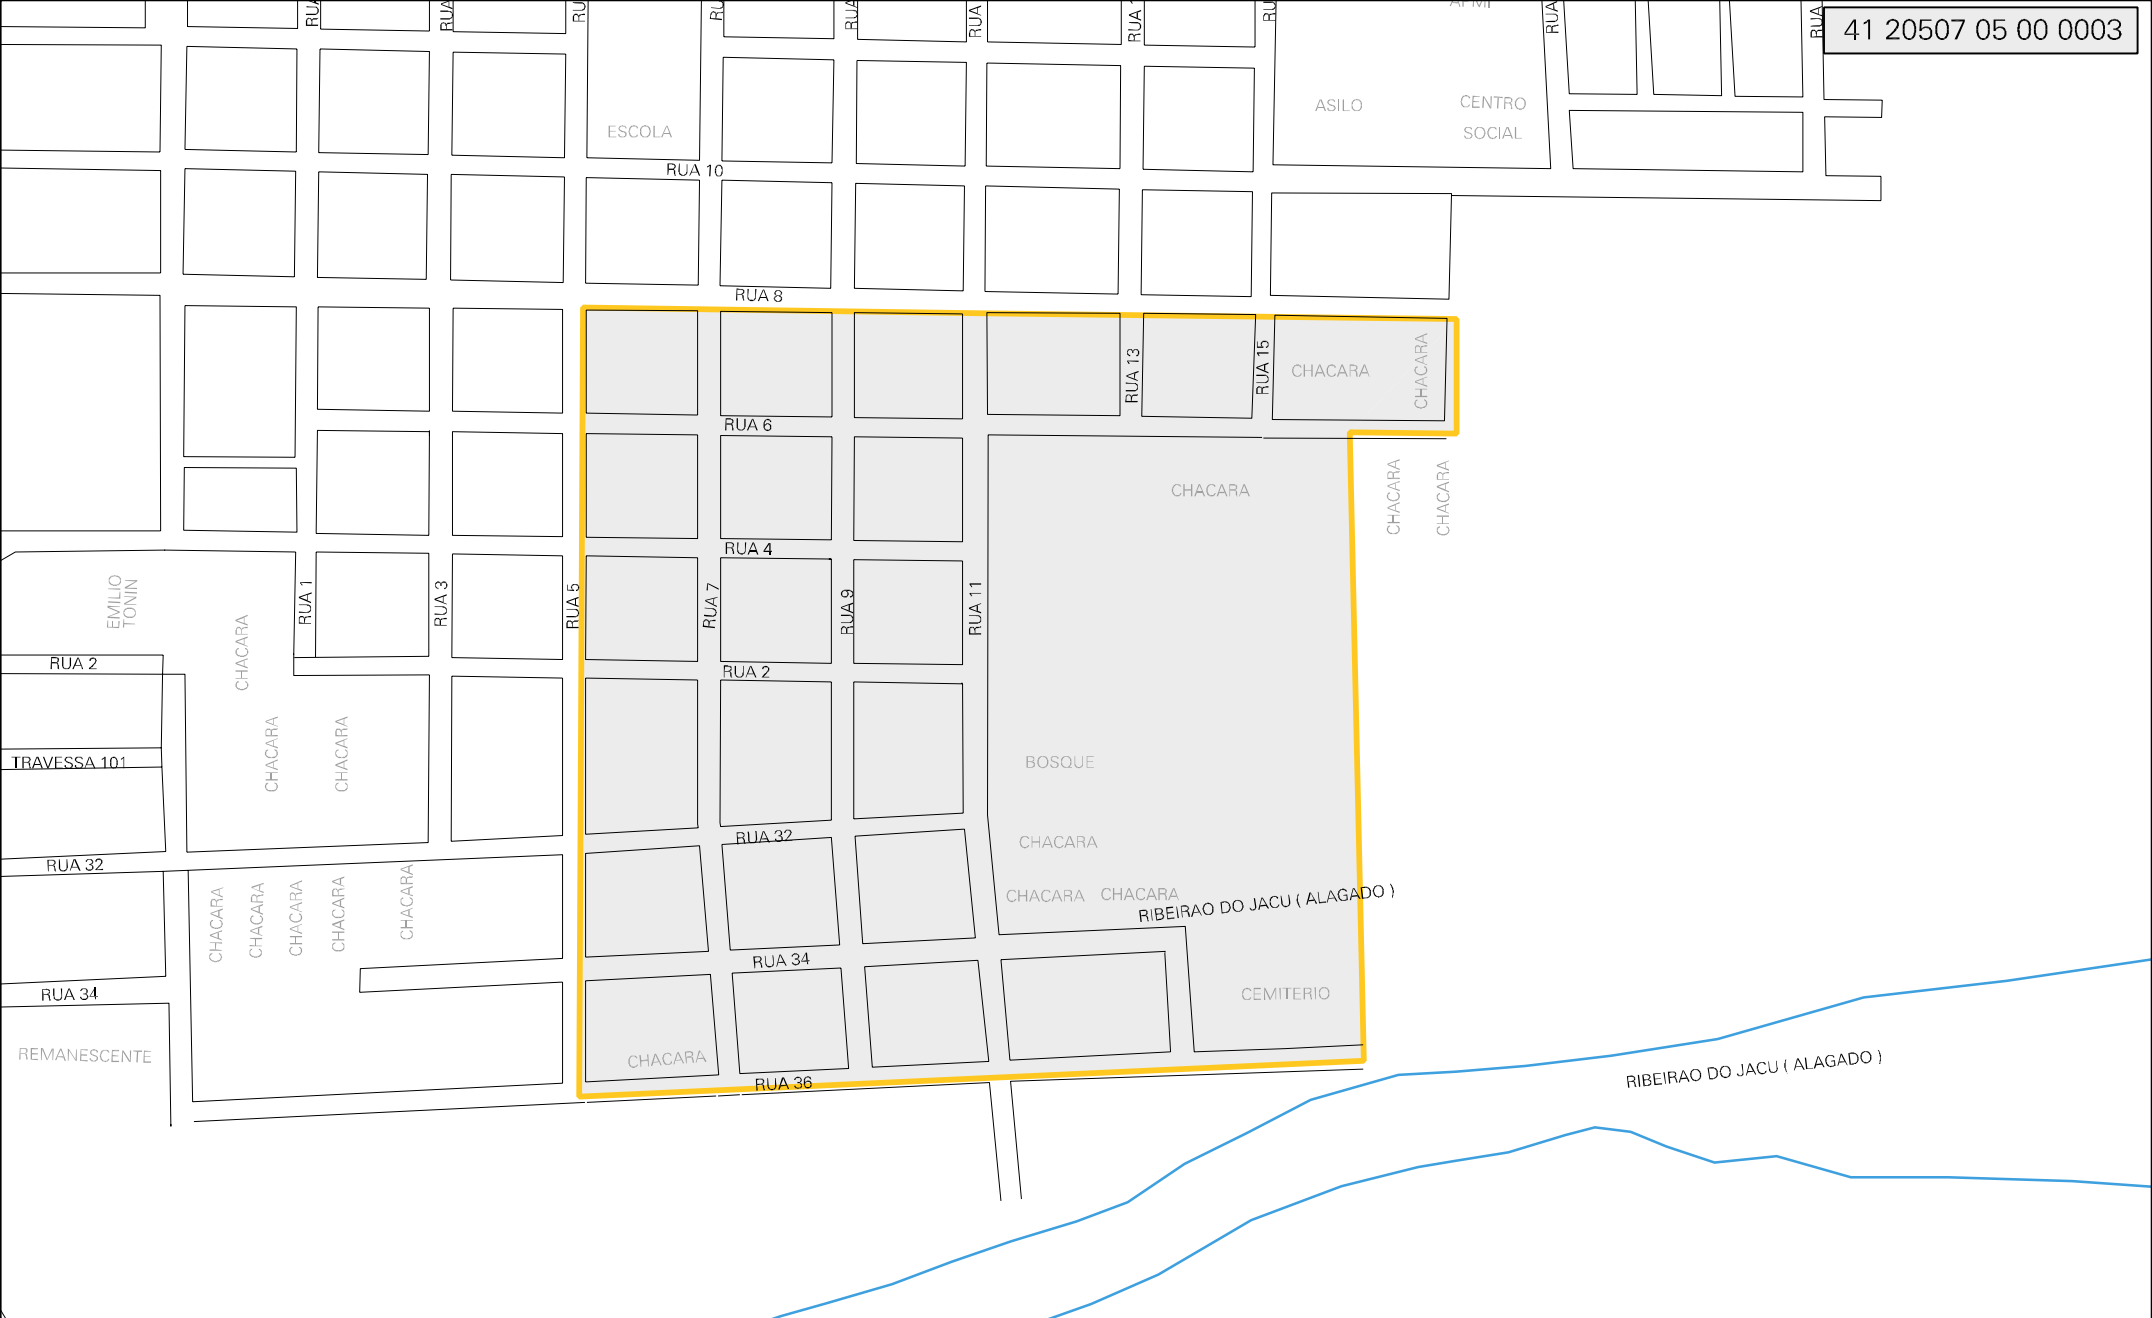 41 20507 05 00 0003
ASILO
CENTRO
SOCIAL
ESCOLA
RUA 10
RUA 8
RUA 13
RUA 15
CHACARA
CHACARA
RUA 6
CHACARA
CHACARA
CHACARA
RUA 4
EMILIO
TONIN
CHACARA
RUA 1
RUA 3
RUA 5
RUA 7
RUA 9
RUA 11
RUA 2
RUA 2
CHACARA
CHACARA
TRAVESSA 101
BOSQUE
RUA 32
CHACARA
RUA 32
CHACARA
CHACARA
CHACARA
CHACARA
CHACARA
CHACARA
CHACARA
RIBEIRAO DO JACU ( ALAGADO )
RUA 34
RUA 34
CEMITERIO
REMANESCENTE
CHACARA
RUA 36
RIBEIRAO DO JACU ( ALAGADO )